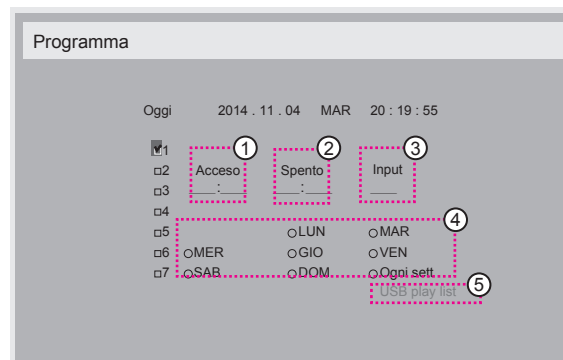 Programma
Oggi 2014 . 11 . 04 MAR 20 : 19 : 55
1 ① ② ③
2 Acceso Spento Input
3 __:__ __:__ ___
4 ④
5 ○LUN ○MAR
6 ○MER ○GIO ○VEN
7 ○SAB ○DOM. ○Ogni sett
USB play list ⑤